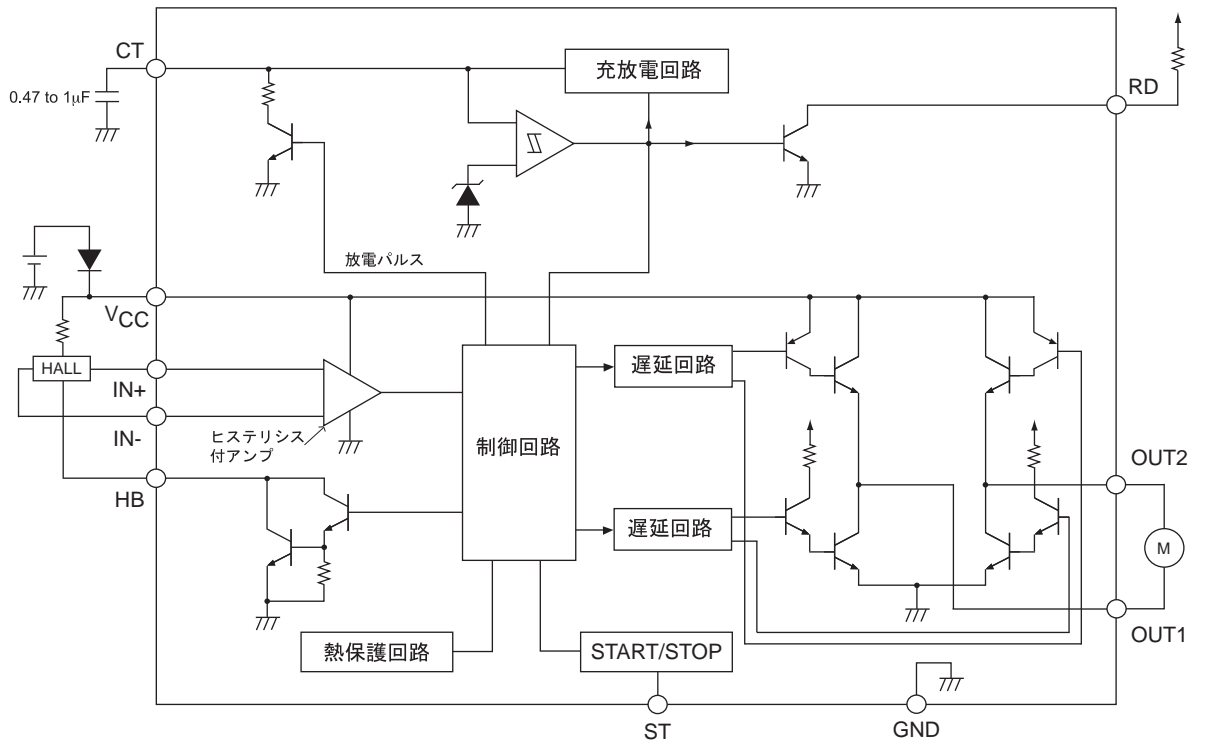 CT
充放電回路
0.47 to 1μF
RD
放電パルス
VCC
HALL
遅延回路
IN+
IN-
ヒステリシス
付アンプ
制御回路
OUT2
HB
遅延回路
M
熱保護回路
START/STOP
OUT1
ST
GND